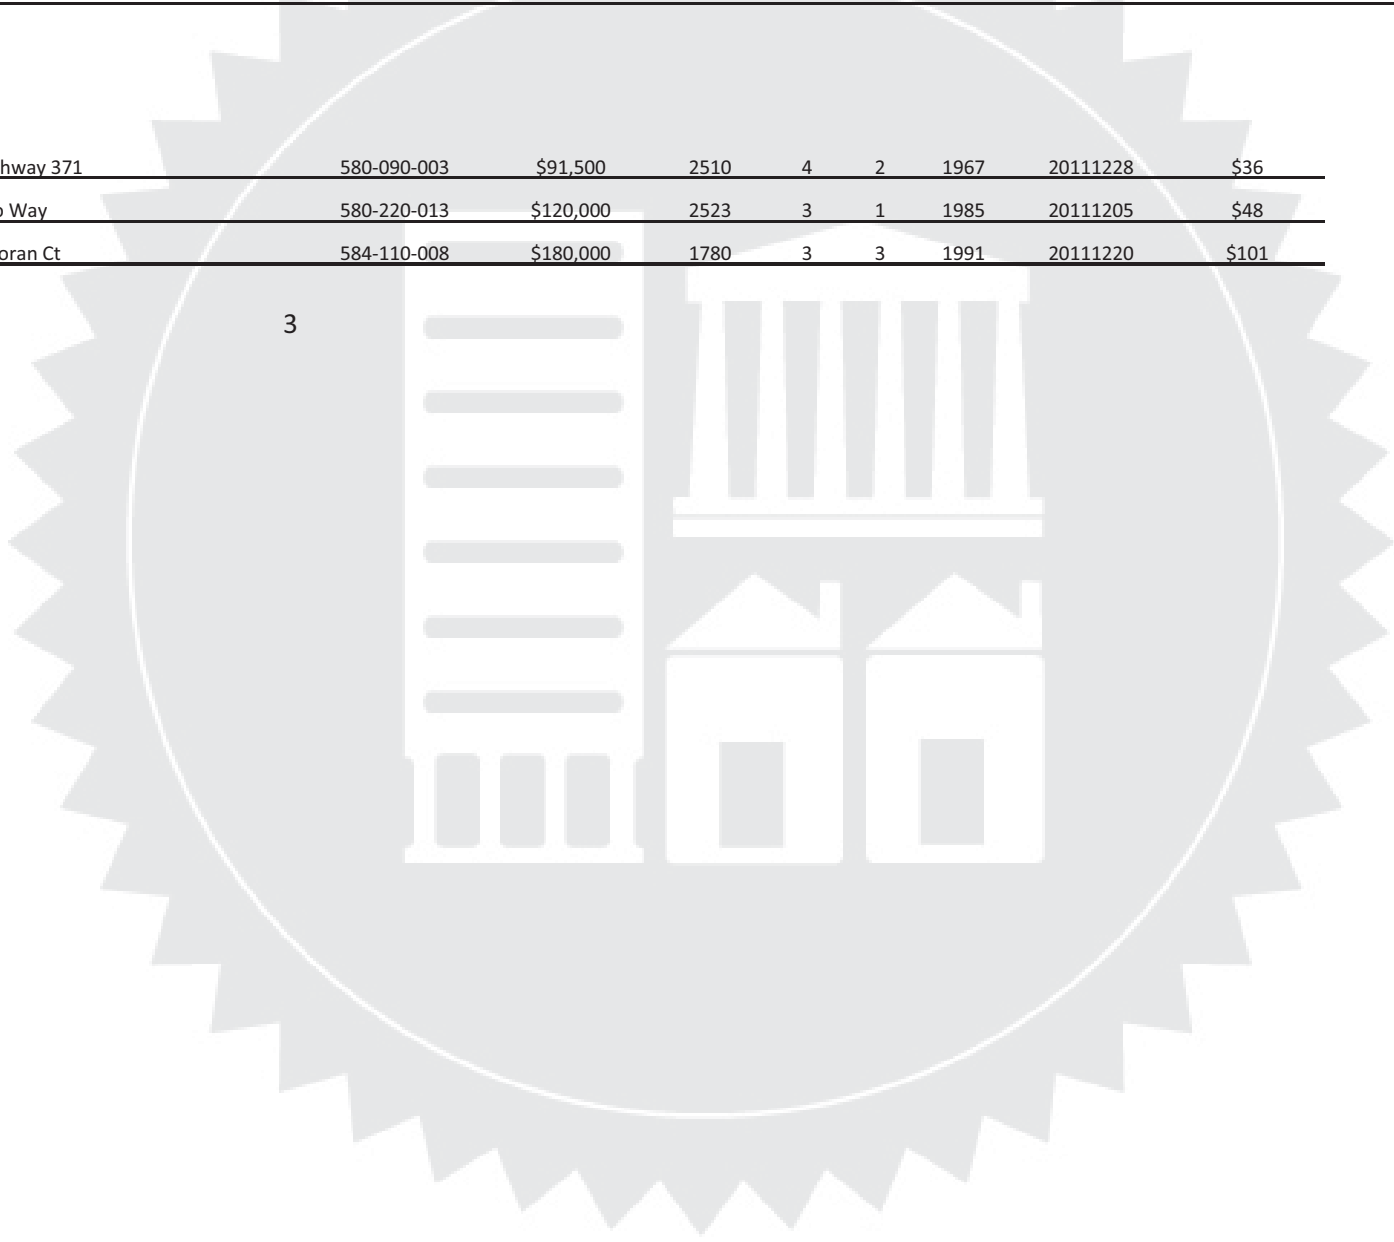 hway 371 580-090-003 $91,500 2510 4 2 1967 20111228 $36
Way 580-220-013 $120,000 2523 3 1 1985 20111205 $48
oran Ct 584-110-008 $180,000 1780 3 3 1991 20111220 $101
3